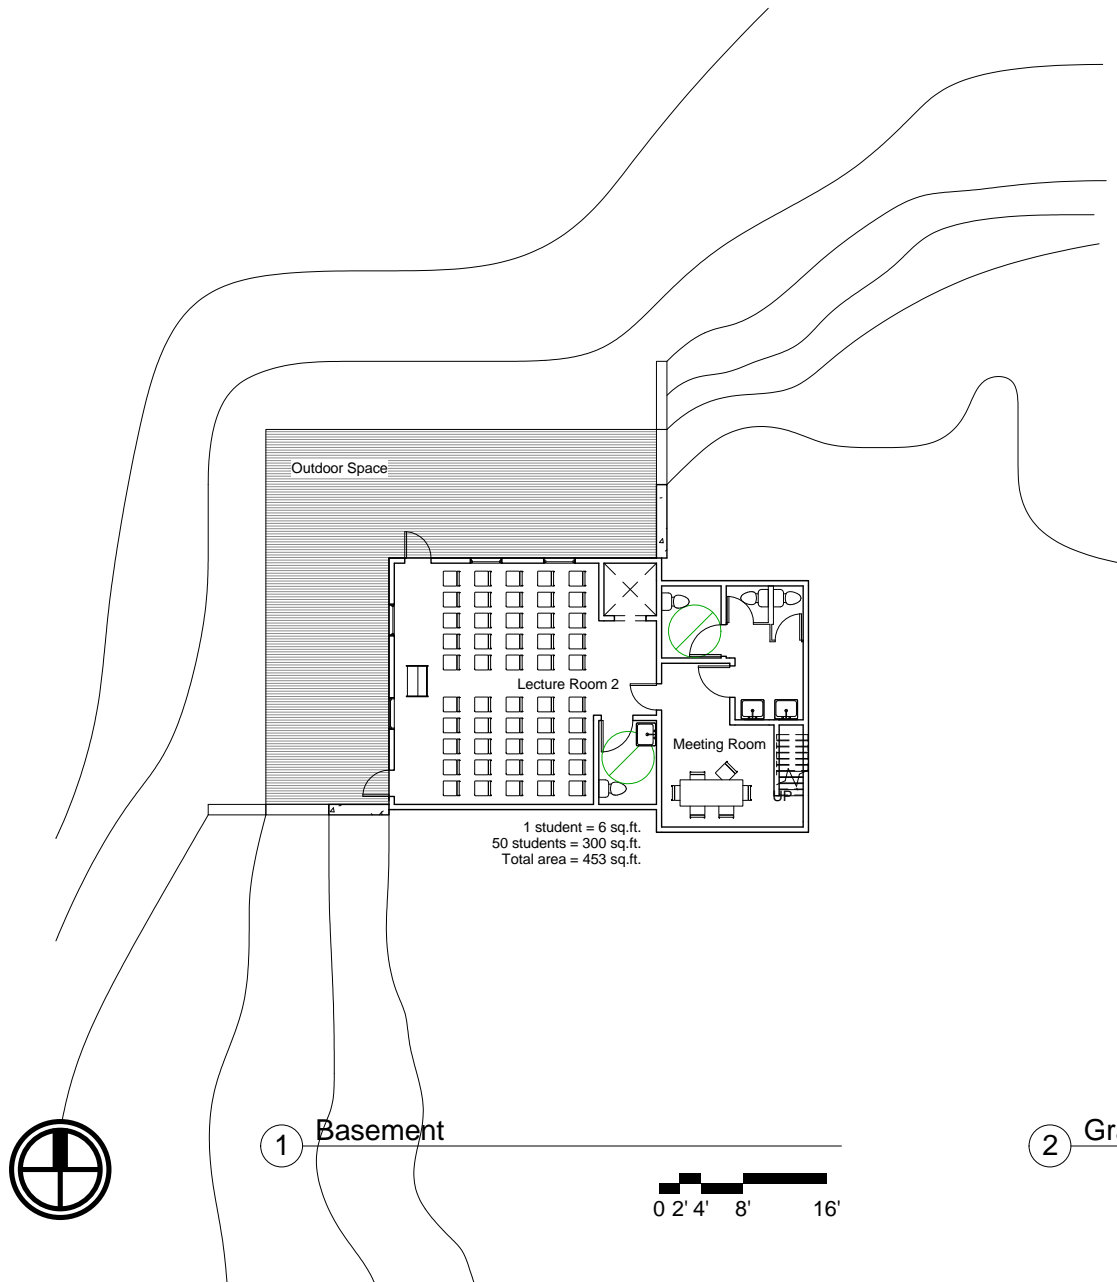 Outdoor Space
Lecture Room 2
Meeting Room
UP
1 student = 6 sq.ft.
50 students = 300 sq.ft.
Total area = 453 sq.ft.
1 Basement
2 Gr
0 2' 4' 8' 16'